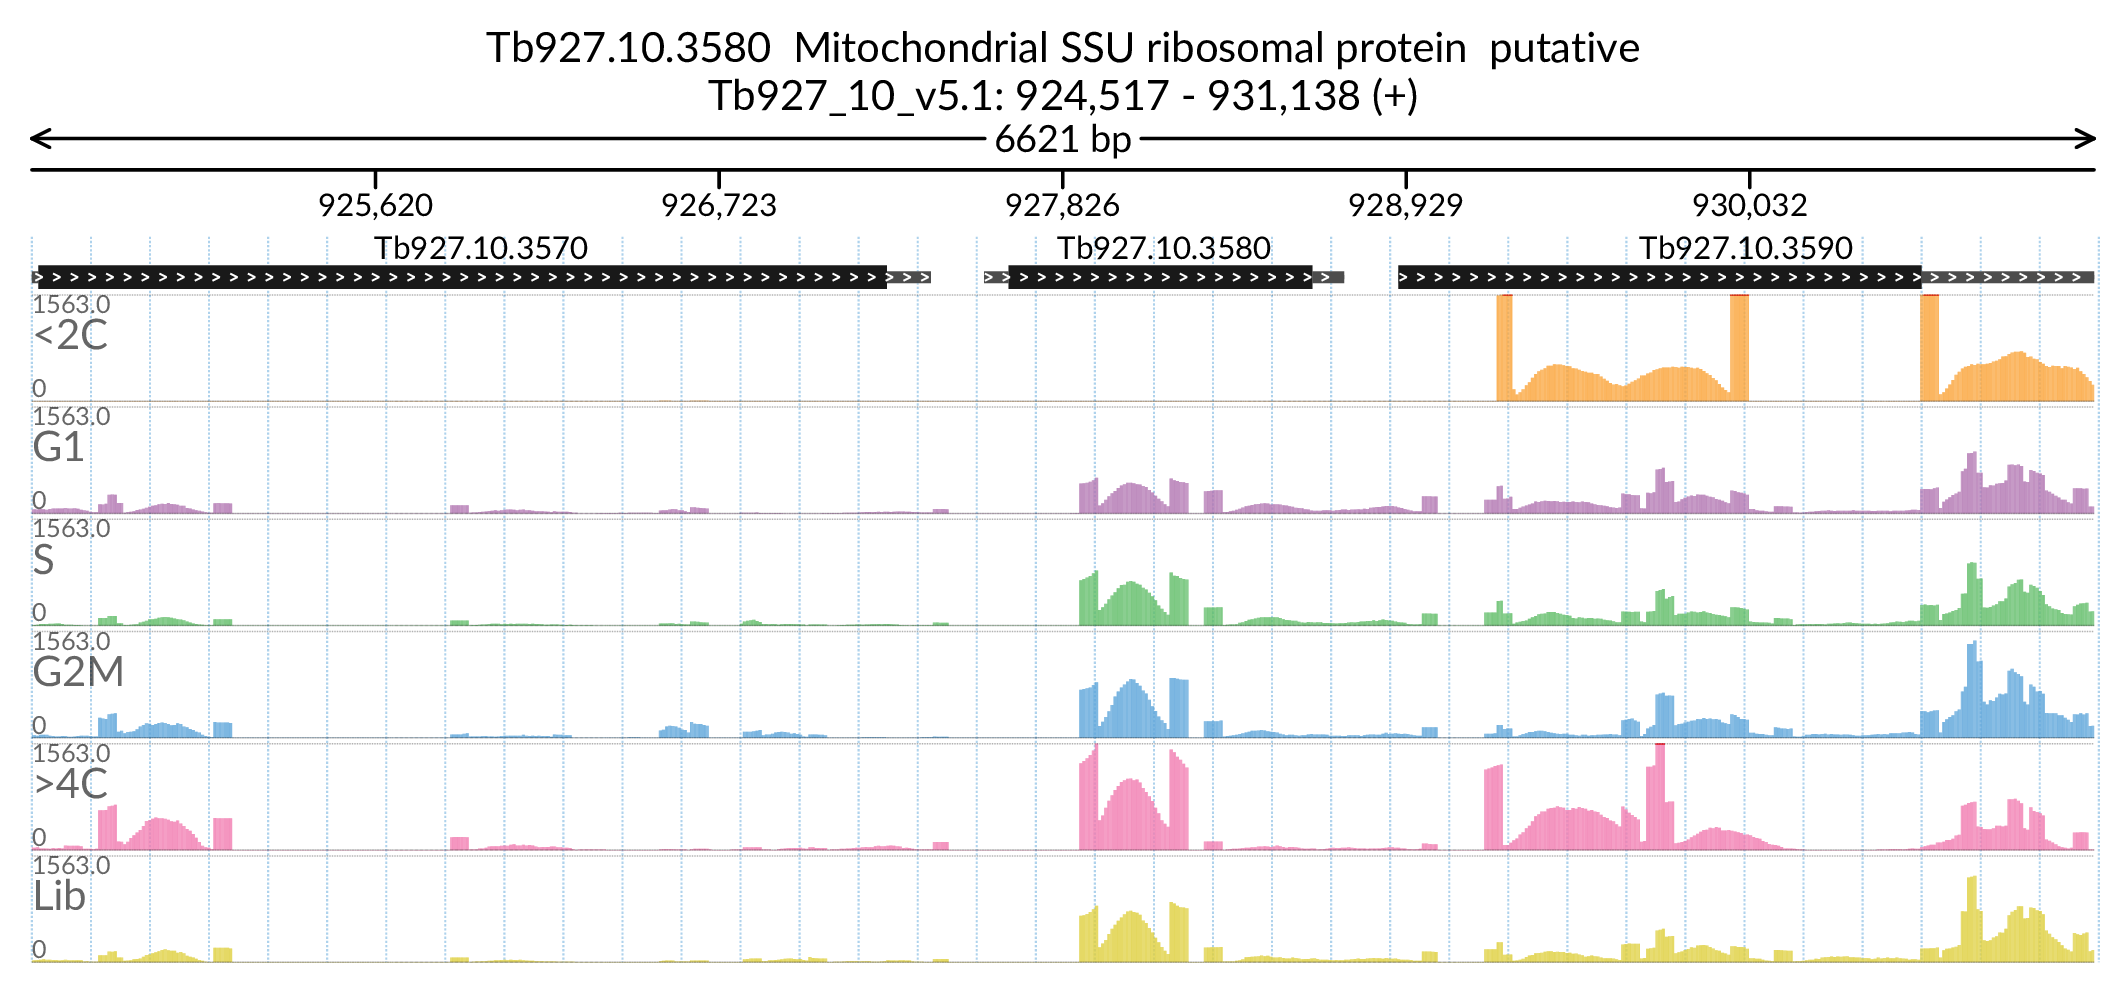 Tb927.10.3580  Mitochondrial SSU ribosomal protein  putative
Tb927_10_v5.1: 924,517 - 931,138 (+)
6621 bp
925,620 926,723 927,826 928,929 930,032
Tb927.10.3570 Tb927.10.3580 Tb927.10.3590
1563.0
<2C
0
1563.0
G1
0
1563.0
S
0
1563.0
G2M
0
1563.0
>4C
0
1563.0
Lib
0